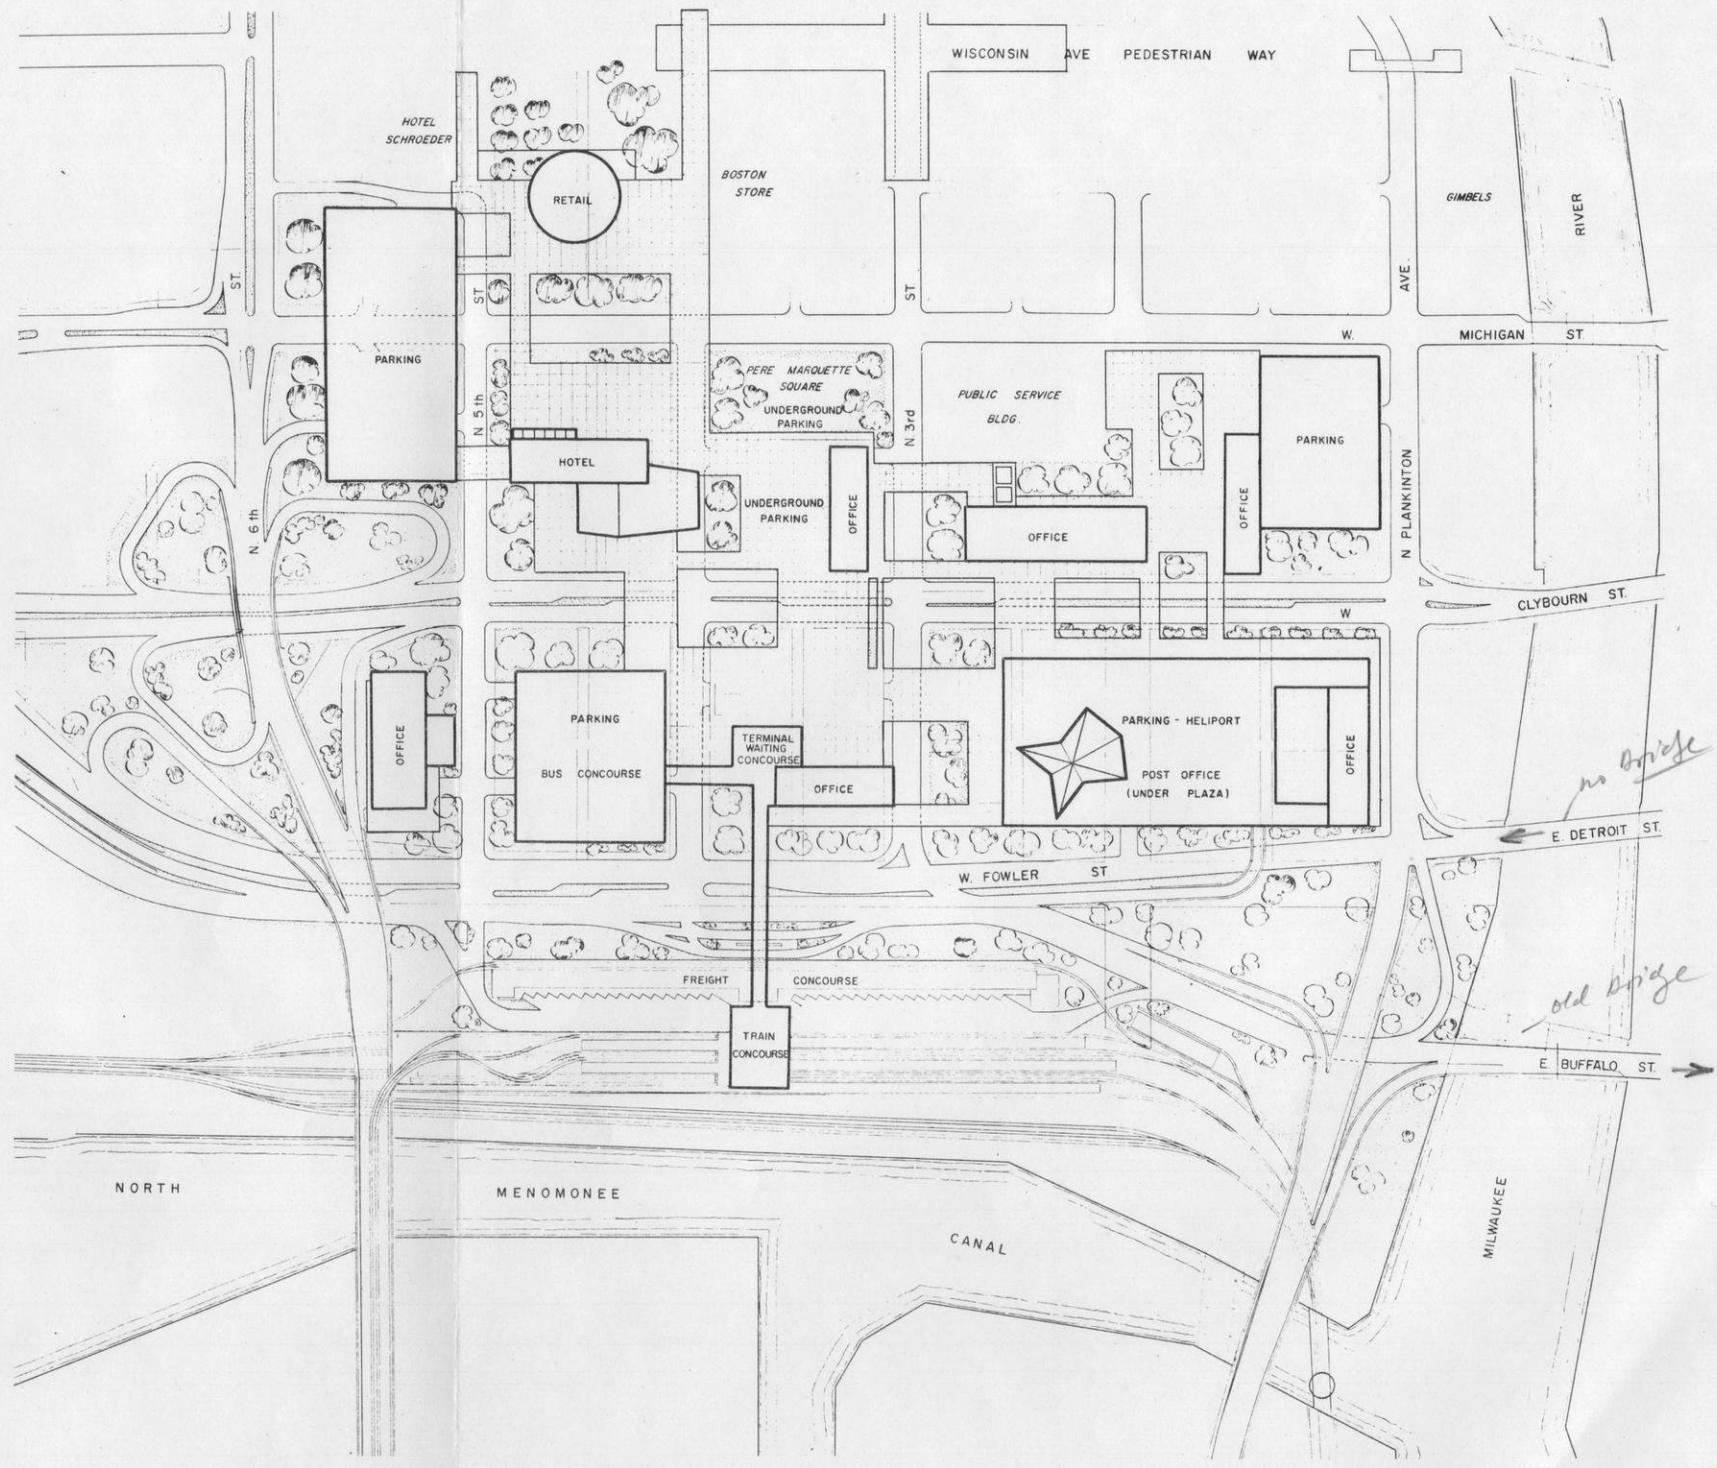 WISCONSIN AVE PEDESTRIAN WAY
HOTEL
SCHROEDER
BOSTON
STORE
RETAIL
GIMBELS
RIVER
ST.
ST
ST
AVE.
W. MICHIGAN ST.
PARKING
PERE MARQUETTE
SQUARE
UNDERGROUND
PARKING
PUBLIC SERVICE
BLDG.
N 5th
N. 3rd
PARKING
HOTEL
UNDERGROUND
PARKING
OFFICE
OFFICE
OFFICE
N PLANKINTON
N. 6th
W CLYBOURN ST.
OFFICE
PARKING
BUS CONCOURSE
TERMINAL
WAITING
CONCOURSE
OFFICE
PARKING - HELIPORT
POST OFFICE
(UNDER PLAZA)
OFFICE
no bridge
E. DETROIT ST.
W. FOWLER ST
FREIGHT CONCOURSE
old bridge
TRAIN
CONCOURSE
E. BUFFALO ST.
NORTH MENOMONEE CANAL
MILWAUKEE